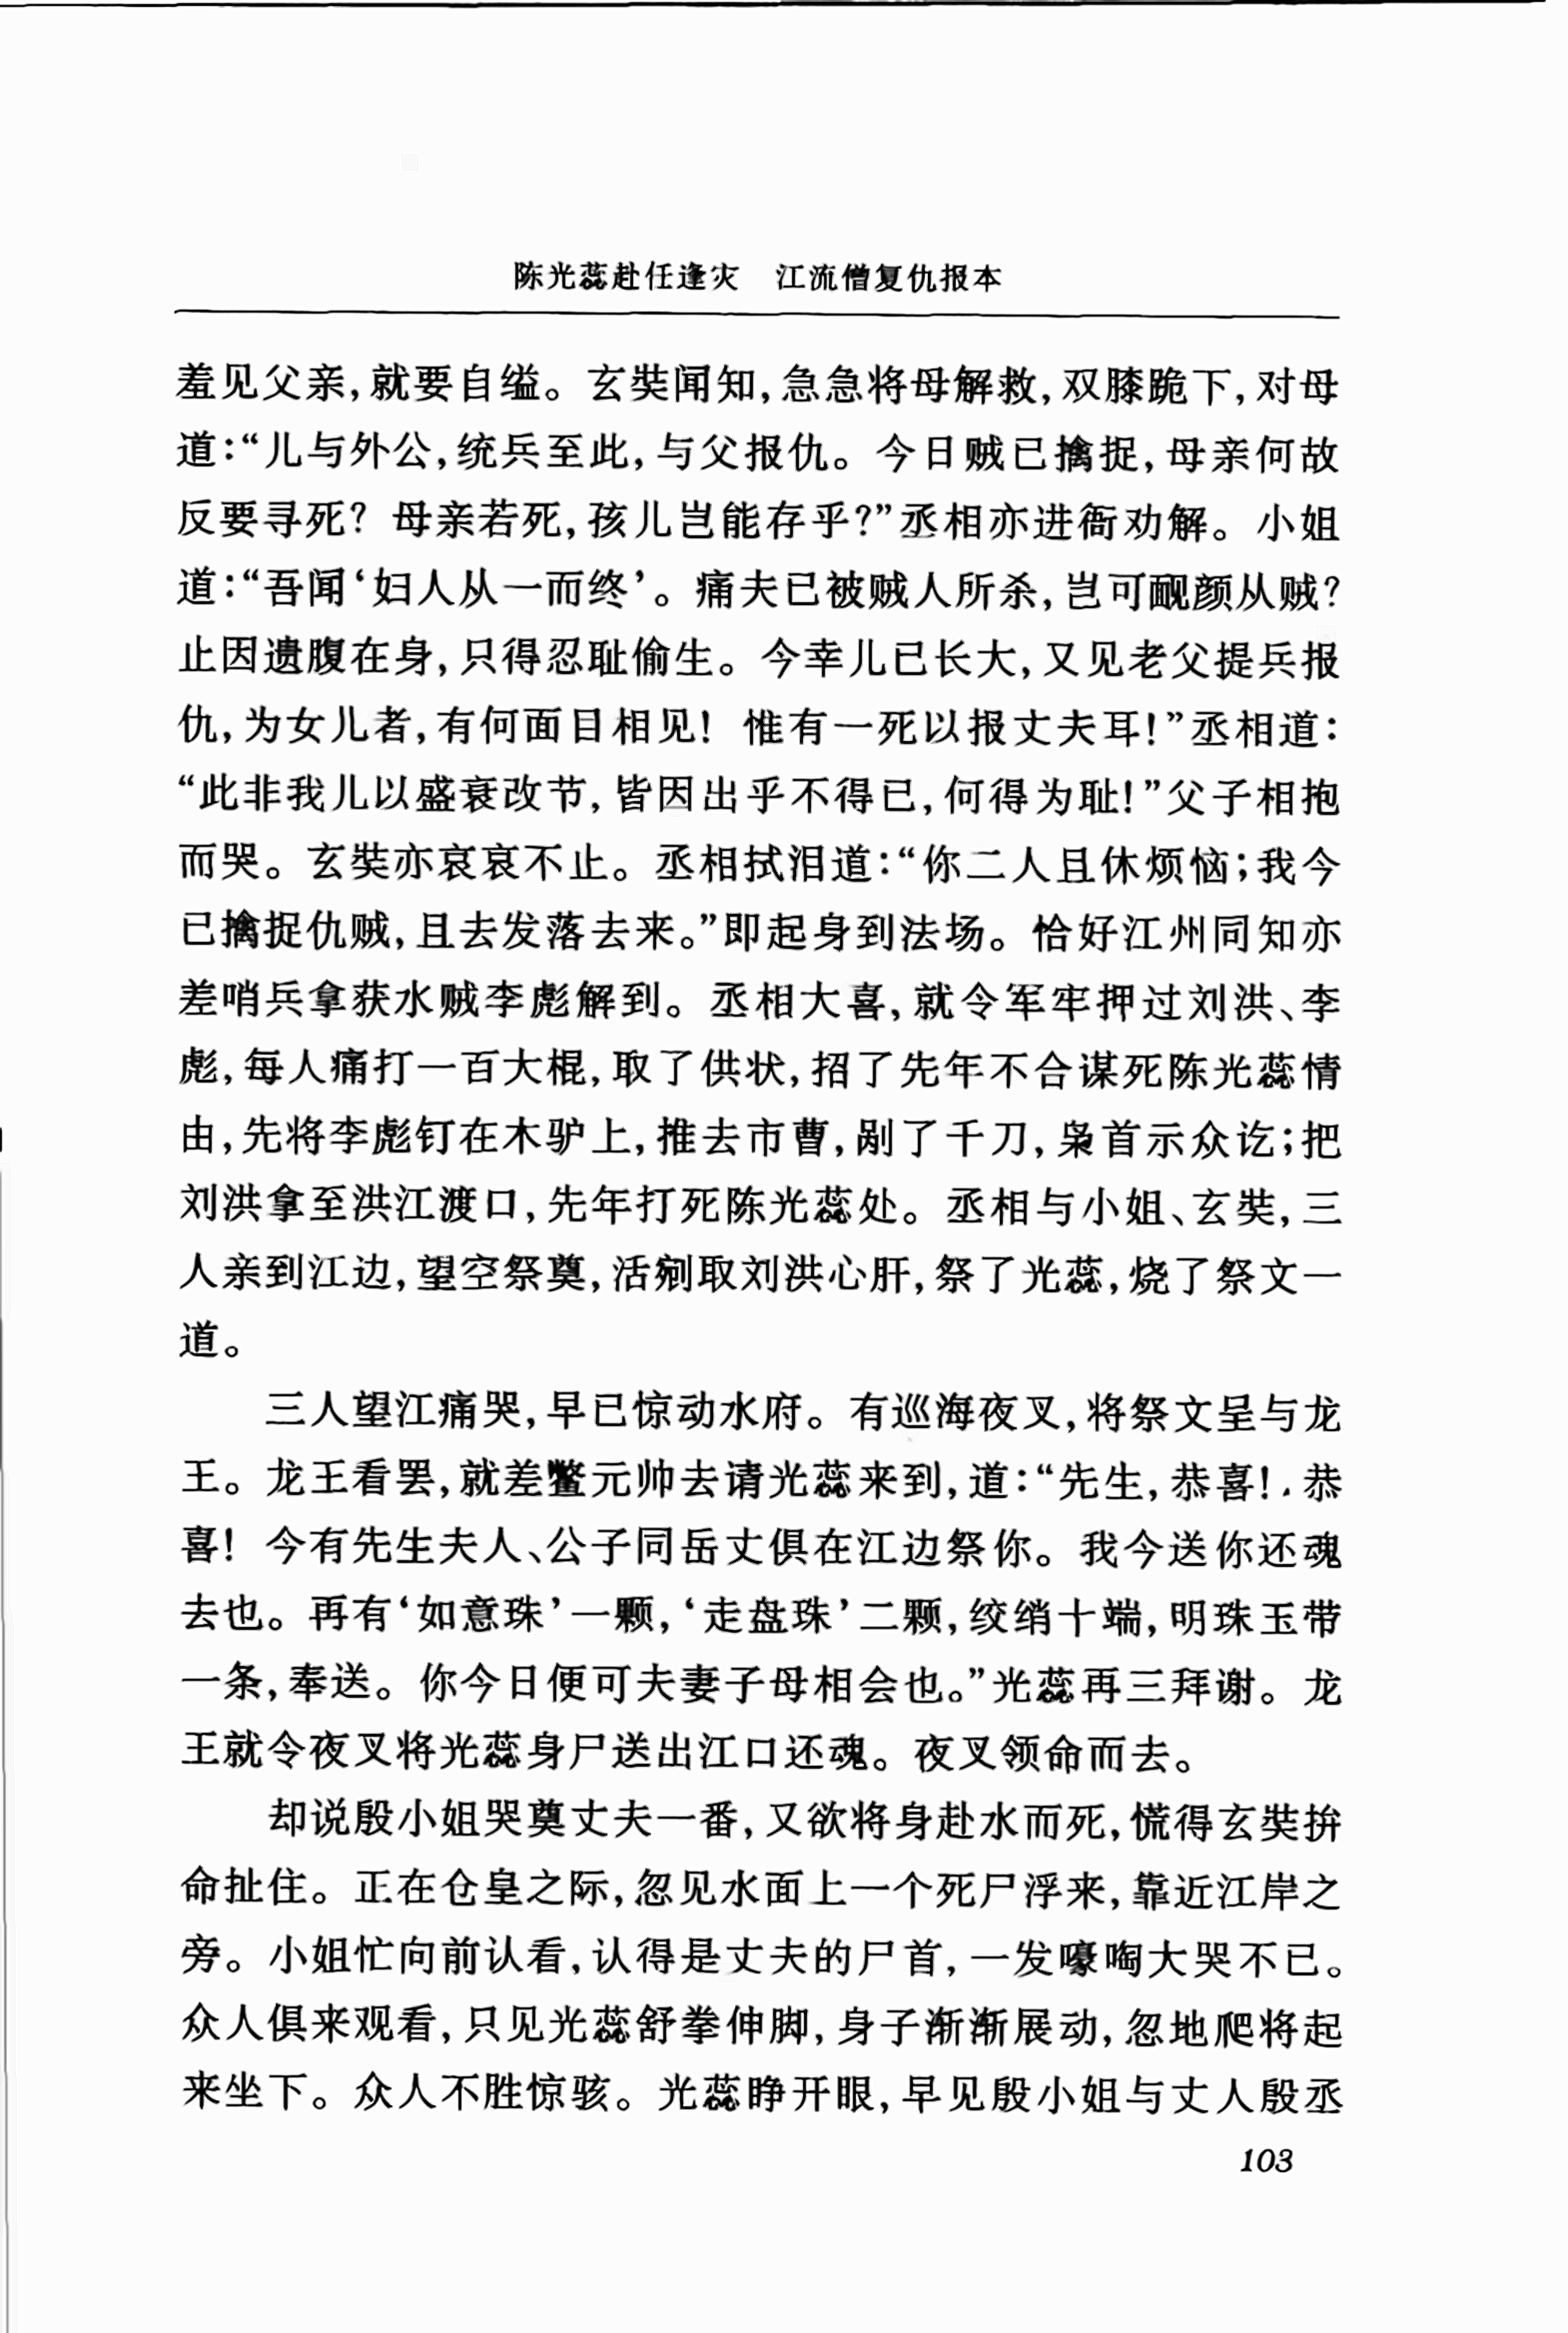 陈光蕊赴任逢灾　江流僧复仇报本
羞见父亲,就要自缢。玄奘闻知,急急将母解救,双膝跪下,对母
道:“儿与外公,统兵至此,与父报仇。今日贼已擒捉,母亲何故
反要寻死？母亲若死,孩儿岂能存乎?”丞相亦进衙劝解。小姐
道:“吾闻‘妇人从一而终’。痛夫已被贼人所杀,岂可靦颜从贼?
止因遗腹在身,只得忍耻偷生。今幸儿已长大,又见老父提兵报
仇,为女儿者,有何面目相见！惟有一死以报丈夫耳!”丞相道:
“此非我儿以盛衰改节,皆因出乎不得已,何得为耻!”父子相抱
而哭。玄奘亦哀哀不止。丞相拭泪道:“你二人且休烦恼;我今
已擒捉仇贼,且去发落去来。”即起身到法场。恰好江州同知亦
差哨兵拿获水贼李彪解到。丞相大喜,就令军牢押过刘洪、李
彪,每人痛打一百大棍,取了供状,招了先年不合谋死陈光蕊情
由,先将李彪钉在木驴上,推去市曹,剐了千刀,枭首示众讫;把
刘洪拿至洪江渡口,先年打死陈光蕊处。丞相与小姐、玄奘,三
人亲到江边,望空祭奠,活剜取刘洪心肝,祭了光蕊,烧了祭文一
道。
三人望江痛哭,早已惊动水府。有巡海夜叉,将祭文呈与龙
王。龙王看罢,就差鳖元帅去请光蕊来到,道:“先生,恭喜!恭
喜！今有先生夫人、公子同岳丈俱在江边祭你。我今送你还魂
去也。再有‘如意珠’一颗,‘走盘珠’二颗,绞绡十端,明珠玉带
一条,奉送。你今日便可夫妻子母相会也。”光蕊再三拜谢。龙
王就令夜叉将光蕊身尸送出江口还魂。夜叉领命而去。
却说殷小姐哭奠丈夫一番,又欲将身赴水而死,慌得玄奘拚
命扯住。正在仓皇之际,忽见水面上一个死尸浮来,靠近江岸之
旁。小姐忙向前认看,认得是丈夫的尸首,一发嚎啕大哭不已。
众人俱来观看,只见光蕊舒拳伸脚,身子渐渐展动,忽地爬将起
来坐下。众人不胜惊骇。光蕊睁开眼,早见殷小姐与丈人殷丞
103